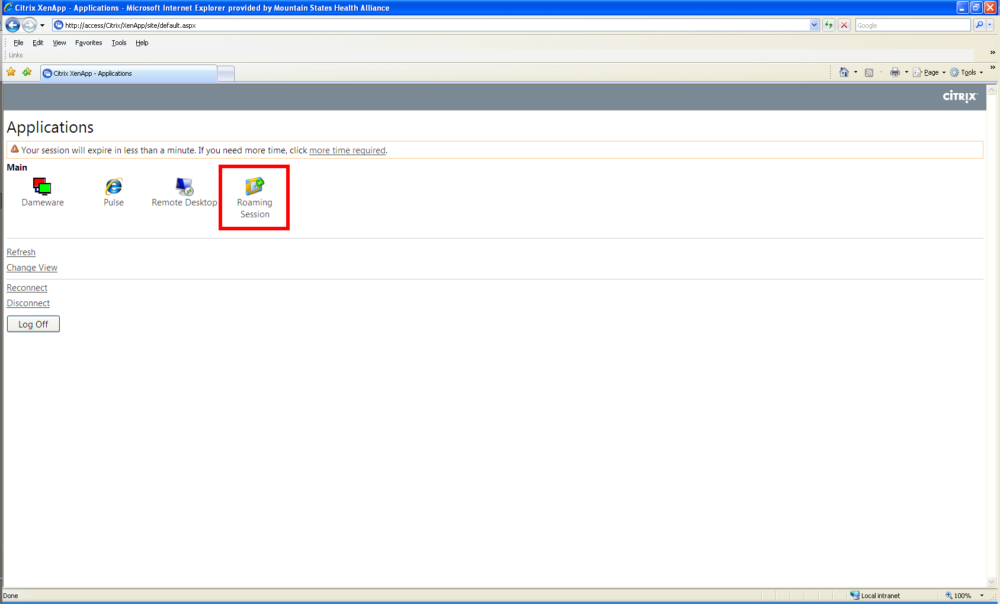 Citrix XenApp - Applications - Microsoft Internet Explorer provided by Mountain States Health Alliance
http://access/Citrix/XenApp/site/default.aspx
Google
File Edit View Favorites Tools Help
Links
Citrix XenApp - Applications
Page Tools
CITRIX
Applications
Your session will expire in less than a minute. If you need more time, click more time required.
Main
Dameware Pulse Remote Desktop Roaming
Session
Refresh
Change View
Reconnect
Disconnect
Log Off
Done Local intranet 100%